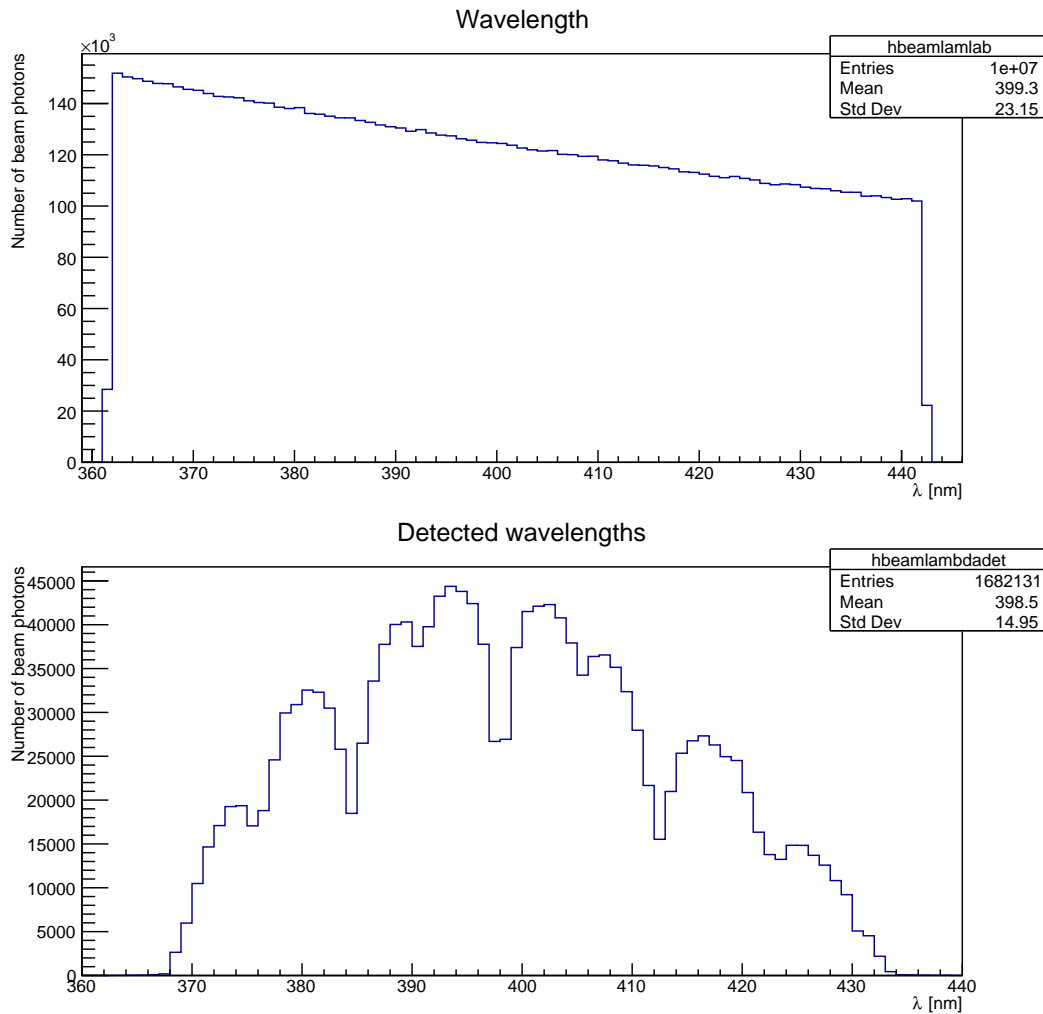 Wavelength
×10³
hbeamlamlab
Entries 1e+07
Mean 399.3
Std Dev 23.15
Number of beam photons
140
120
100
80
60
40
20
0
360 370 380 390 400 410 420 430 440
λ [nm]
Detected wavelengths
hbeamlambdadet
Entries 1682131
Mean 398.5
Std Dev 14.95
Number of beam photons
45000
40000
35000
30000
25000
20000
15000
10000
5000
0
360 370 380 390 400 410 420 430 440
λ [nm]